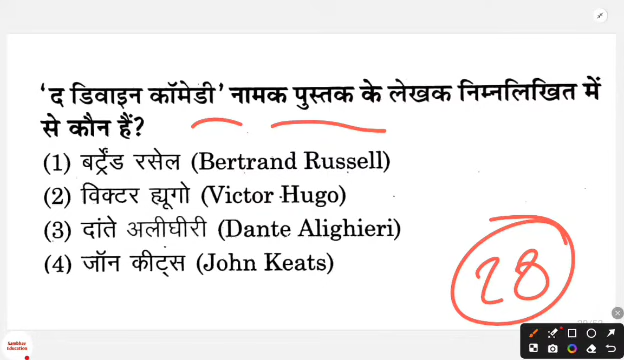 ‘द डिवाइन कॉमेडी’ नामक पुस्तक के लेखक निम्नलिखित में
से कौन हैं?
(1) बर्ट्रेंड रसेल (Bertrand Russell)
(2) विक्टर ह्यूगो (Victor Hugo)
(3) दांते अलीघीरी (Dante Alighieri)
(4) जॉन कीट्स (John Keats)
28